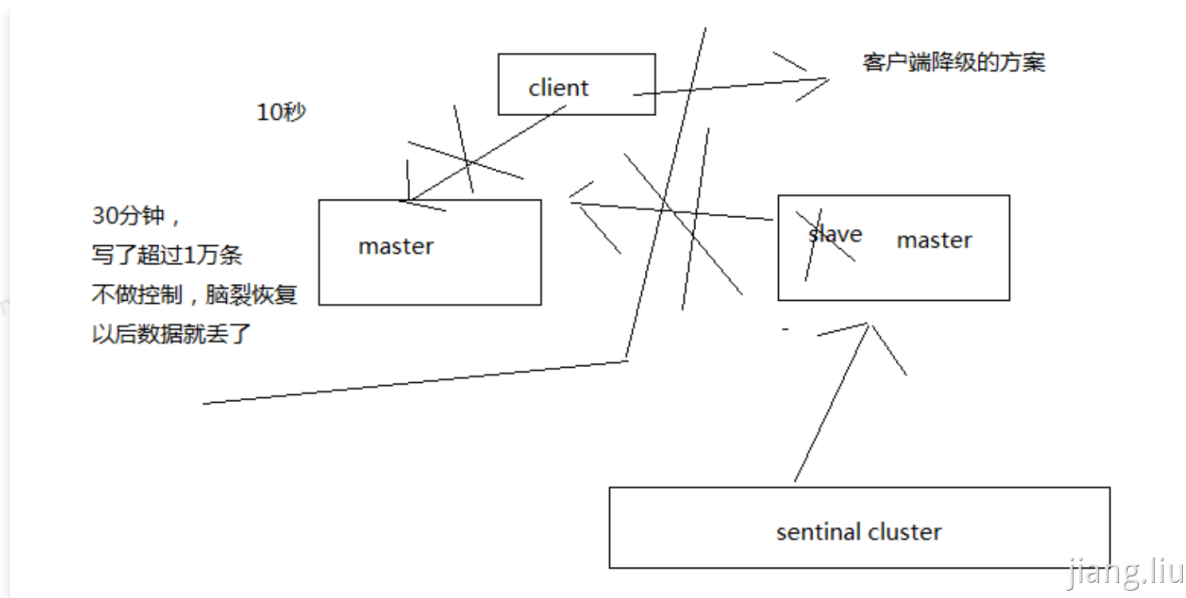 客户端降级的方案
client
10秒
30分钟，
写了超过1万条
不做控制，脑裂恢复
以后数据就丢了
master
slave master
sentinal cluster
jiang.liu